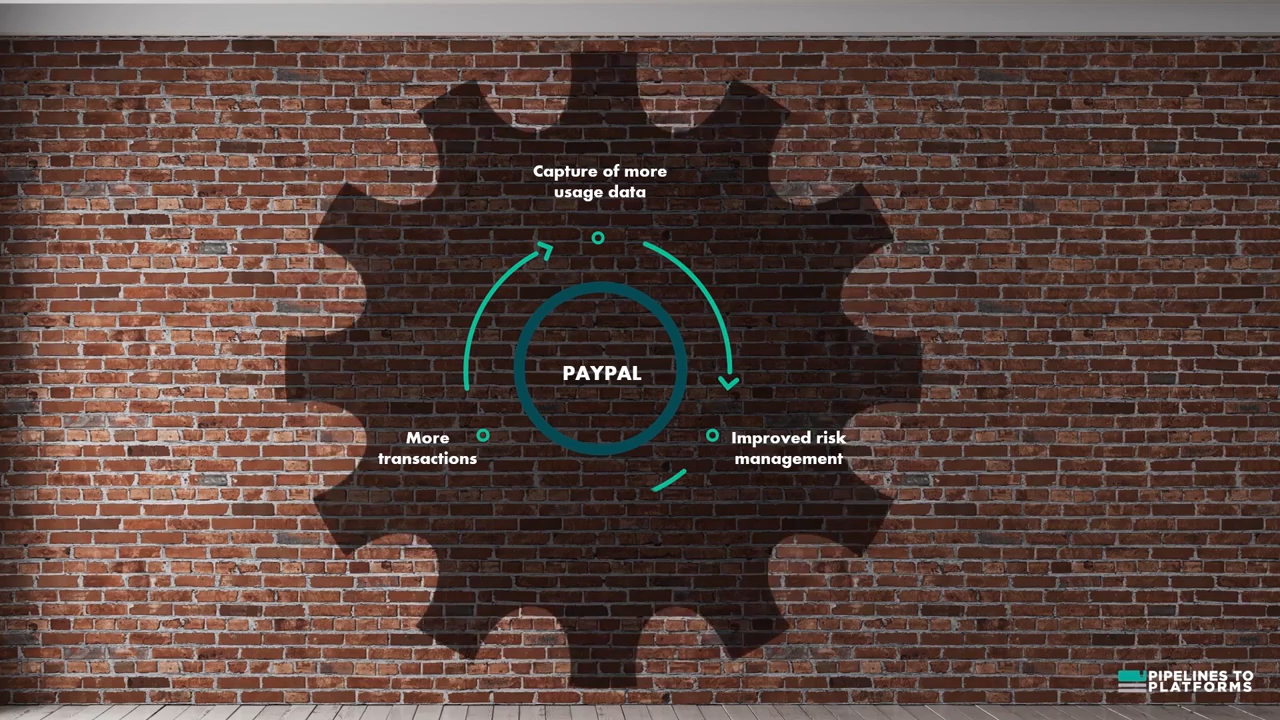 Capture of more
usage data
PAYPAL
More
transactions
Improved risk
management
PIPELINES TO
PLATFORMS